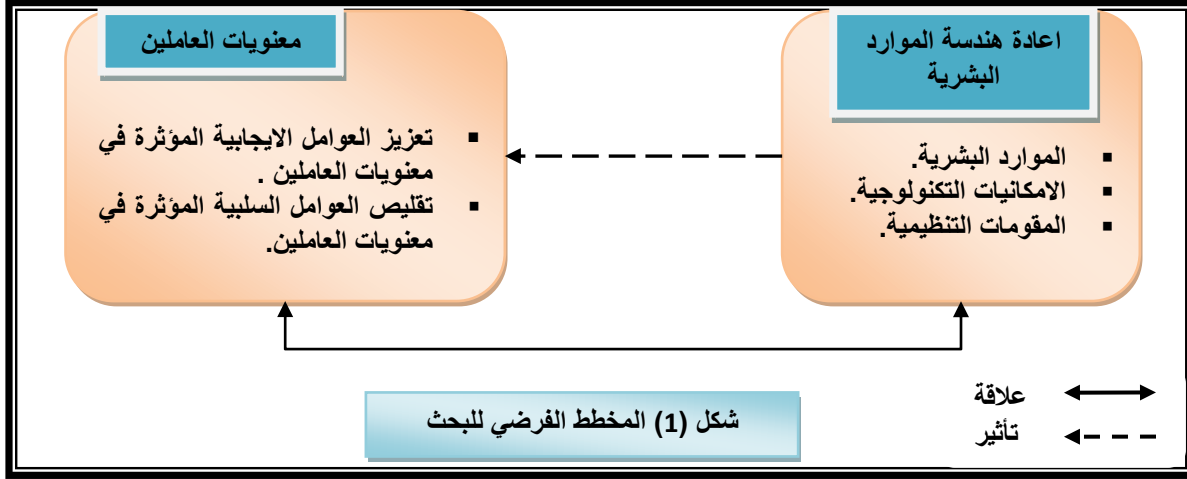 اعادة هندسة الموارد
البشرية
▪ الموارد البشرية.
▪ الامكانيات التكنولوجية.
▪ المقومات التنظيمية.
معنويات العاملين
▪ تعزيز العوامل الايجابية المؤثرة في
معنويات العاملين .
▪ تقليص العوامل السلبية المؤثرة في
معنويات العاملين.
علاقة
تأثير
شكل (1) المخطط الفرضي للبحث